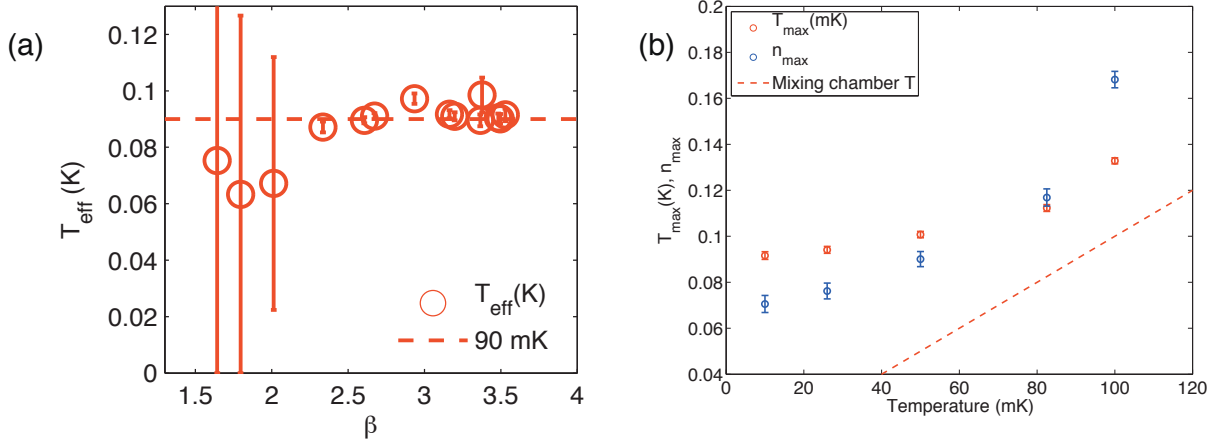 (a)
0.12
0.1
0.08
0.06
0.04
0.02
0
T_eff (K)
T_eff(K)
90 mK
1.5
2
2.5
3
3.5
4
β
(b)
0.2
0.18
0.16
0.14
0.12
0.1
0.08
0.06
0.04
T_max(K), n_max
T_max(mK)
n_max
Mixing chamber T
0
20
40
60
80
100
120
Temperature (mK)